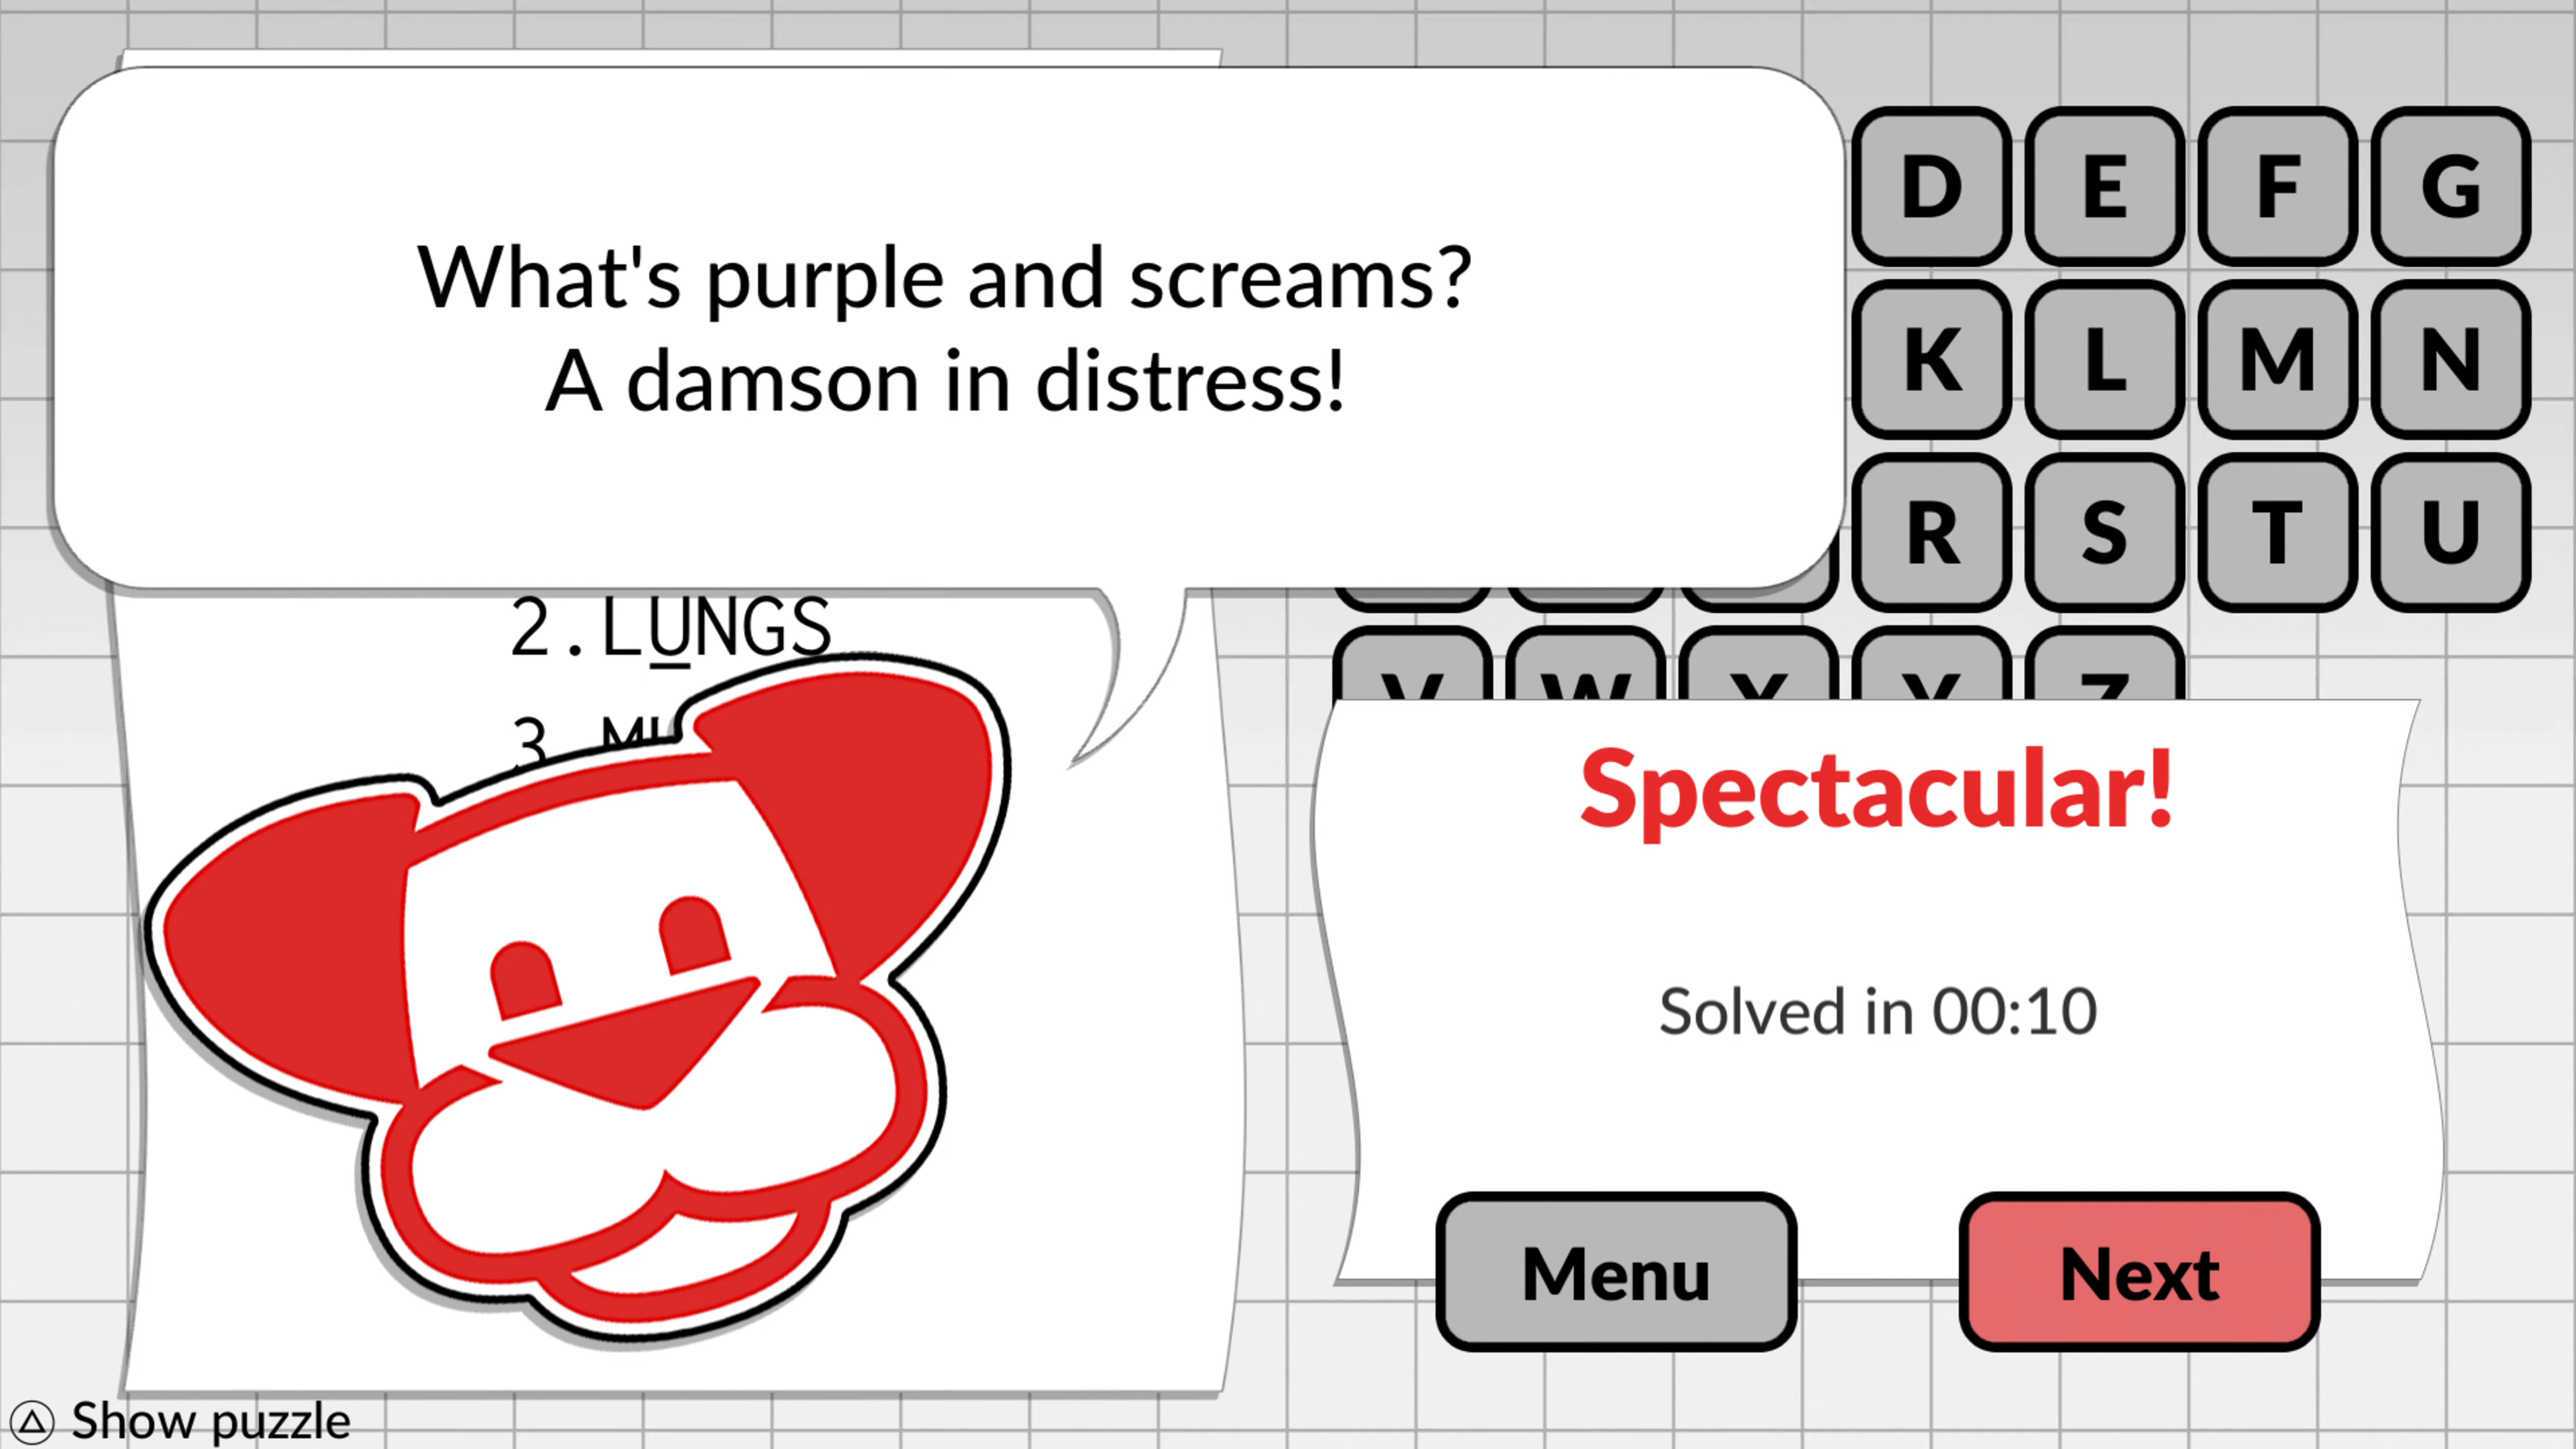 What's purple and screams?
A damson in distress!
D E F G
K L M N
R S T U
2.LUNGS
V W X Y Z
Spectacular!
Solved in 00:10
Menu
Next
Show puzzle